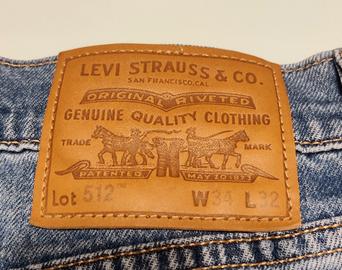 LEVI STRAUSS & CO.
SAN FRANCISCO.CAL
ORIGINAL RIVETED
GENUINE QUALITY CLOTHING
TRADE MARK
PATENTED MAY 20 1873
Lot 512™ W34 L32